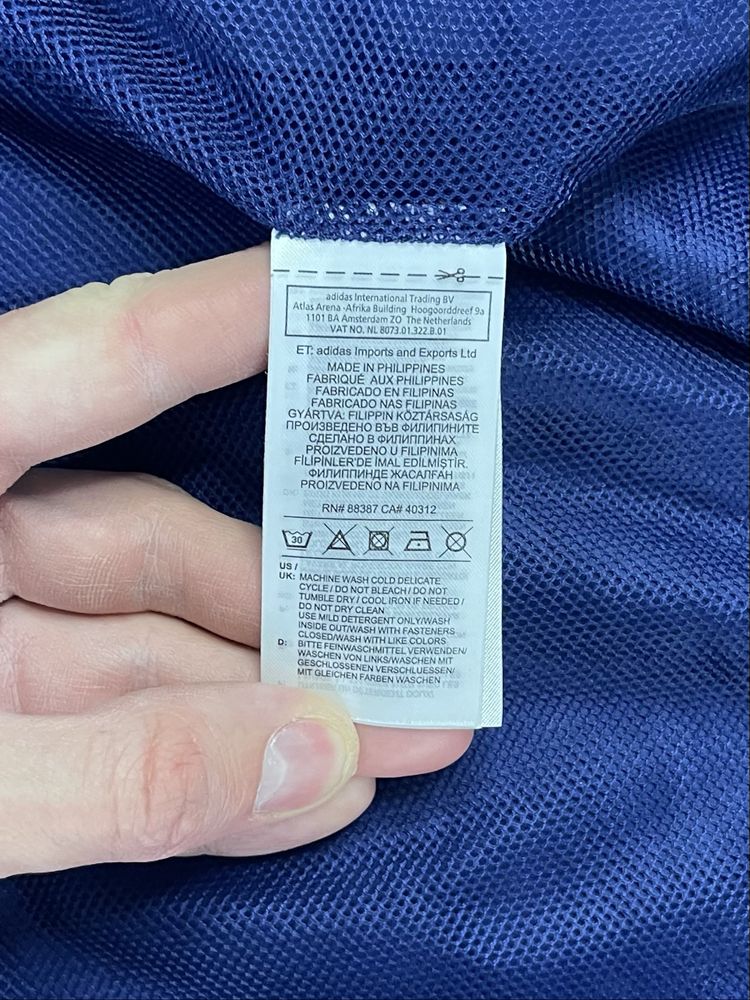 adidas International Trading BV
Atlas Arena -Afrika Building Hoogoorddreef 9a
1101 BA Amsterdam ZO The Netherlands
VAT NO. NL 8073.01.322.B.01
ET: adidas Imports and Exports Ltd
MADE IN PHILIPPINES
FABRIQUÉ AUX PHILIPPINES
FABRICADO EN FILIPINAS
FABRICADO NAS FILIPINAS
GYÁRTVA: FILIPPIN KÖZTÁRSASÁG
ПРОИЗВЕДЕНО ВЪВ ФИЛИПИНИТЕ
СДЕЛАНО В ФИЛИППИНАХ
PROIZVEDENO U FILIPINIMA
FİLİPİNLER'DE İMAL EDİLMİŞTİR.
ФИЛИППИНДЕ ЖАСАЛҒАН
PROIZVEDENO NA FILIPINIMA
RN# 88387 CA# 40312
30
US /
UK: MACHINE WASH COLD DELICATE
CYCLE / DO NOT BLEACH / DO NOT
TUMBLE DRY / COOL IRON IF NEEDED /
DO NOT DRY CLEAN
USE MILD DETERGENT ONLY/WASH
INSIDE OUT/WASH WITH FASTENERS
CLOSED/WASH WITH LIKE COLORS
D: BITTE FEINWASCHMITTEL VERWENDEN/
WASCHEN VON LINKS/WASCHEN MIT
GESCHLOSSENEN VERSCHLUESSEN/
MIT GLEICHEN FARBEN WASCHEN